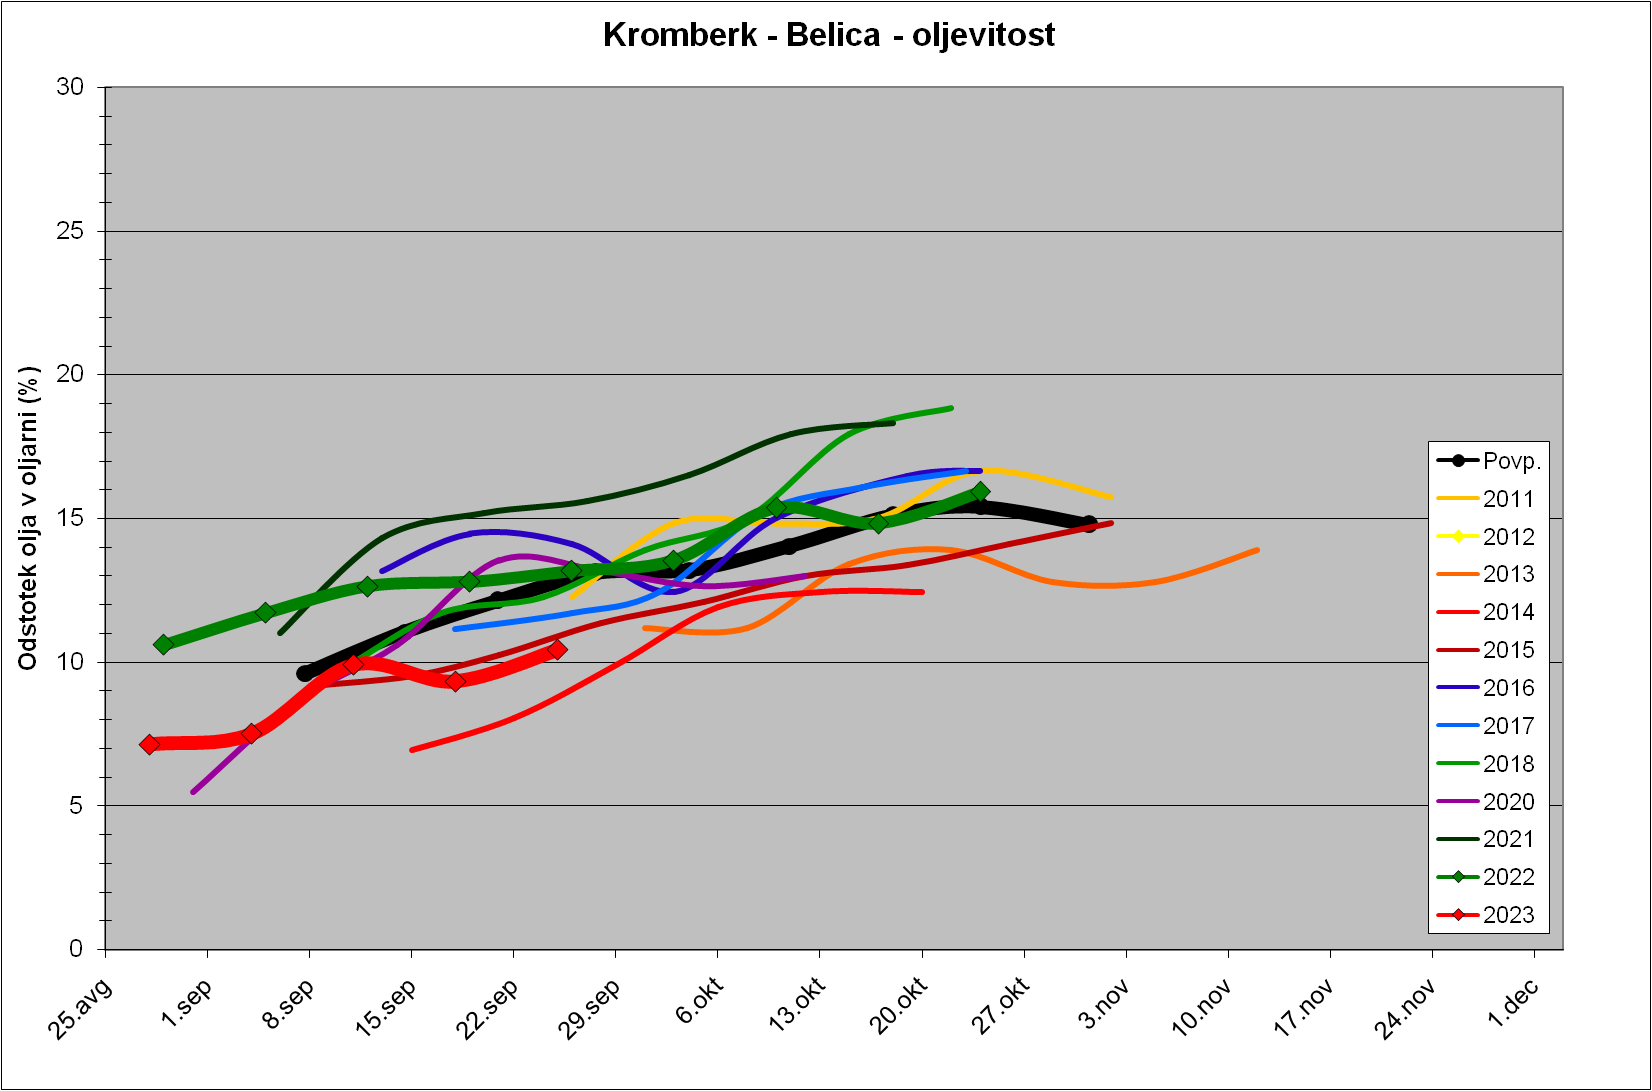 Kromberk - Belica - oljevitost
Odstotek olja v oljarni (%)
30
25
20
15
10
5
0
25.avg
1.sep
8.sep
15.sep
22.sep
29.sep
6.okt
13.okt
20.okt
27.okt
3.nov
10.nov
17.nov
24.nov
1.dec
Povp.
2011
2012
2013
2014
2015
2016
2017
2018
2020
2021
2022
2023